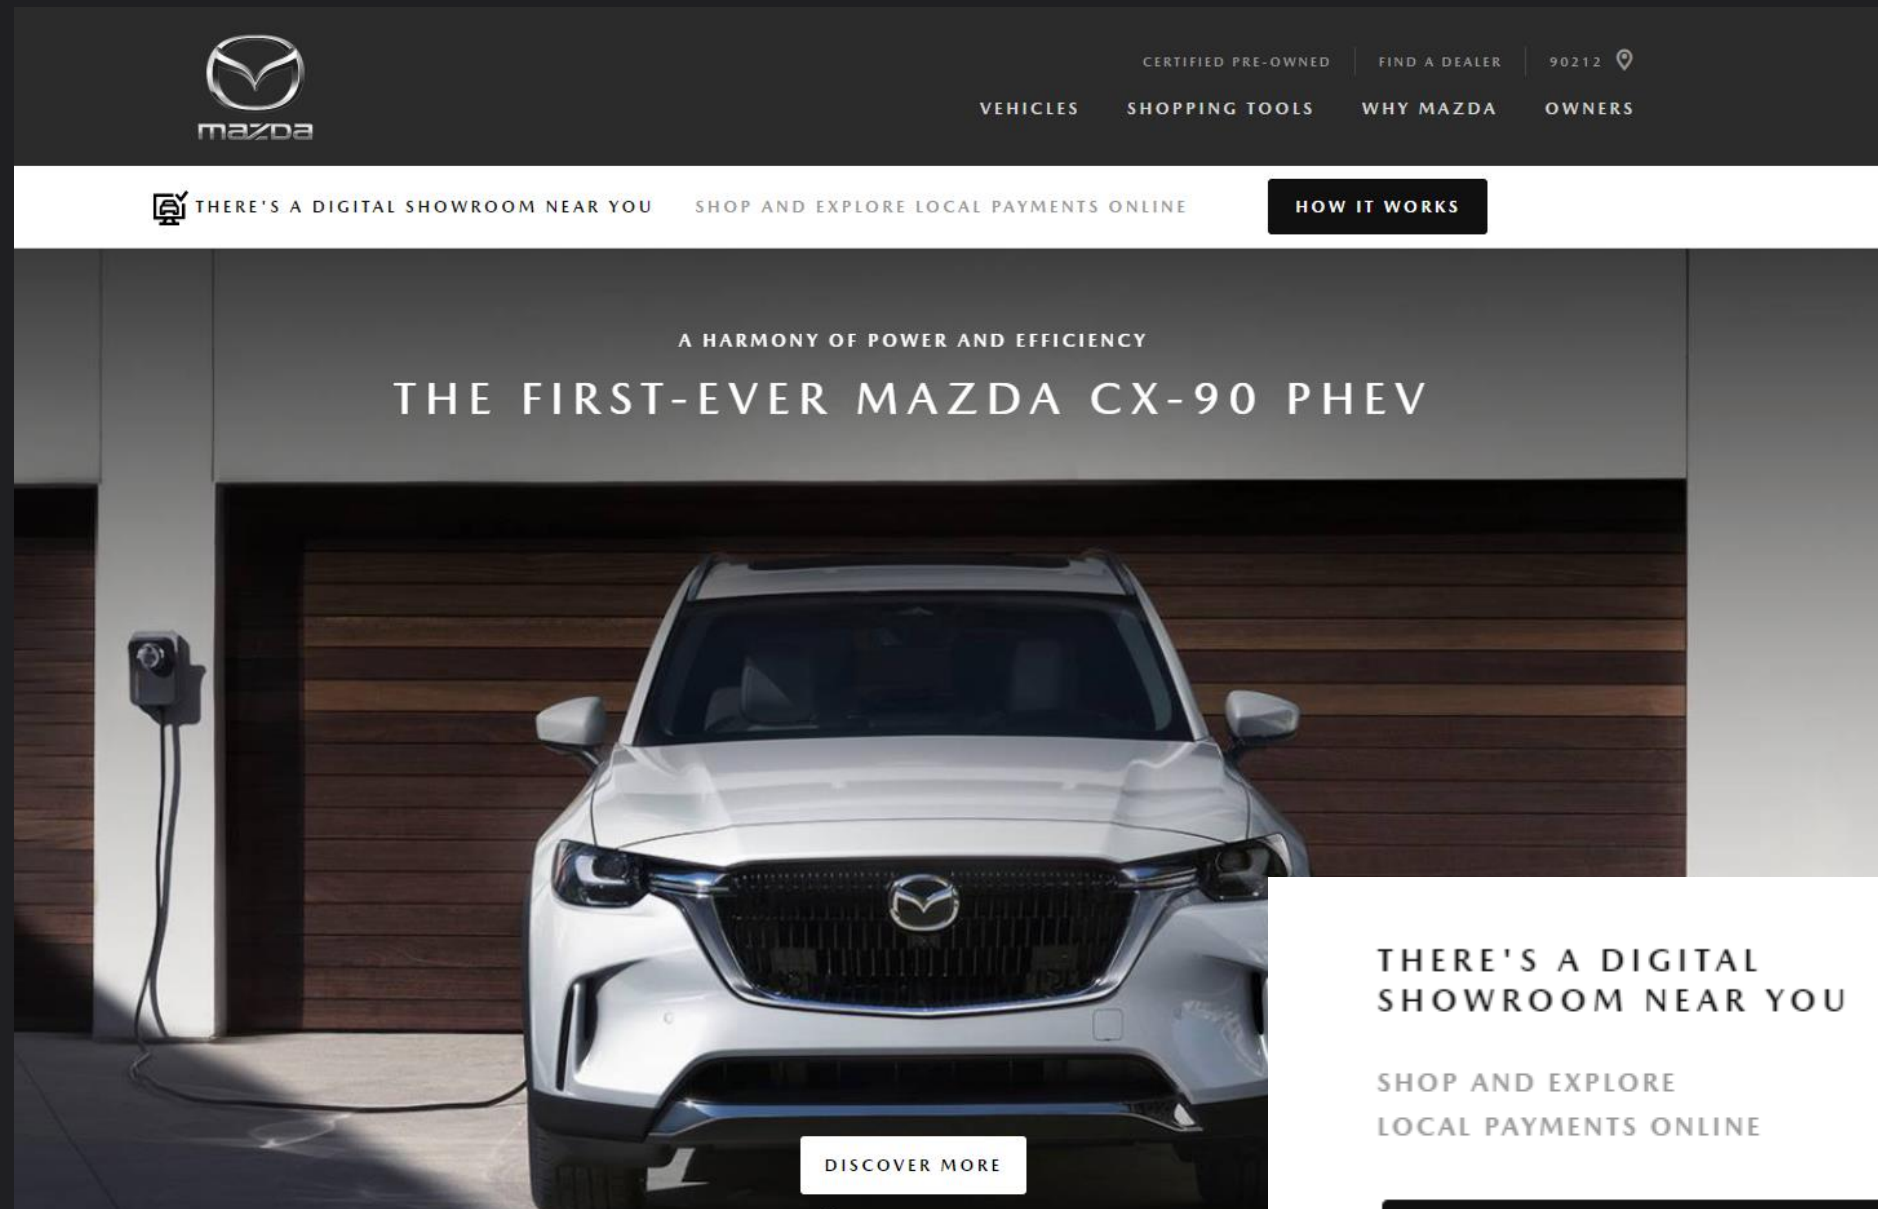 mazda
CERTIFIED PRE-OWNED
FIND A DEALER
90212
VEHICLES
SHOPPING TOOLS
WHY MAZDA
OWNERS
THERE'S A DIGITAL SHOWROOM NEAR YOU
SHOP AND EXPLORE LOCAL PAYMENTS ONLINE
HOW IT WORKS
A HARMONY OF POWER AND EFFICIENCY
THE FIRST-EVER MAZDA CX-90 PHEV
DISCOVER MORE
THERE'S A DIGITAL
SHOWROOM NEAR YOU
SHOP AND EXPLORE
LOCAL PAYMENTS ONLINE